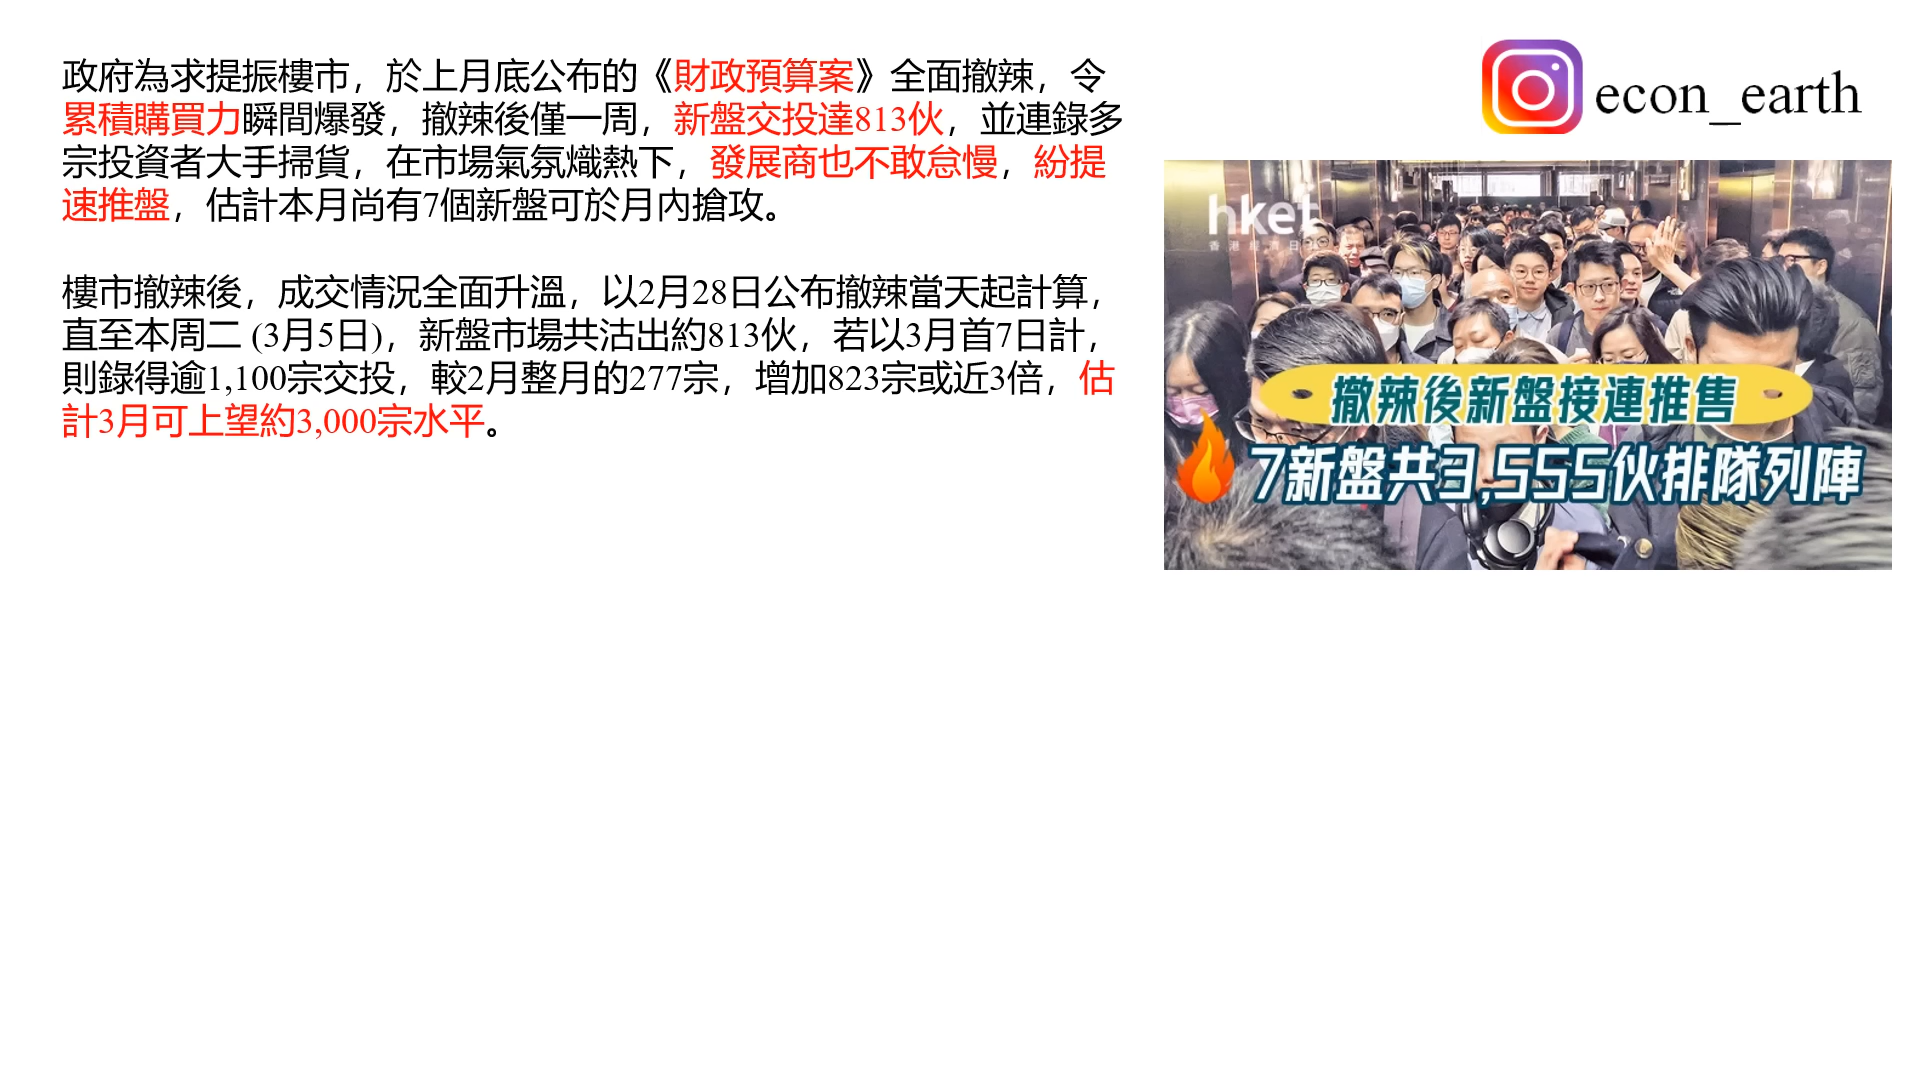 政府為求提振樓市，於上月底公布的《財政預算案》全面撤辣，令
累積購買力瞬間爆發，撤辣後僅一周，新盤交投達813伙，並連錄多
宗投資者大手掃貨，在市場氣氛熾熱下，發展商也不敢怠慢，紛提
速推盤，估計本月尚有7個新盤可於月內搶攻。
樓市撤辣後，成交情況全面升溫，以2月28日公布撤辣當天起計算，
直至本周二 (3月5日)，新盤市場共沽出約813伙，若以3月首7日計，
則錄得逾1,100宗交投，較2月整月的277宗，增加823宗或近3倍，估
計3月可上望約3,000宗水平。
econ_earth
hket
香港經濟日
撤辣後新盤接連推售
7新盤共3,555伙排隊列陣